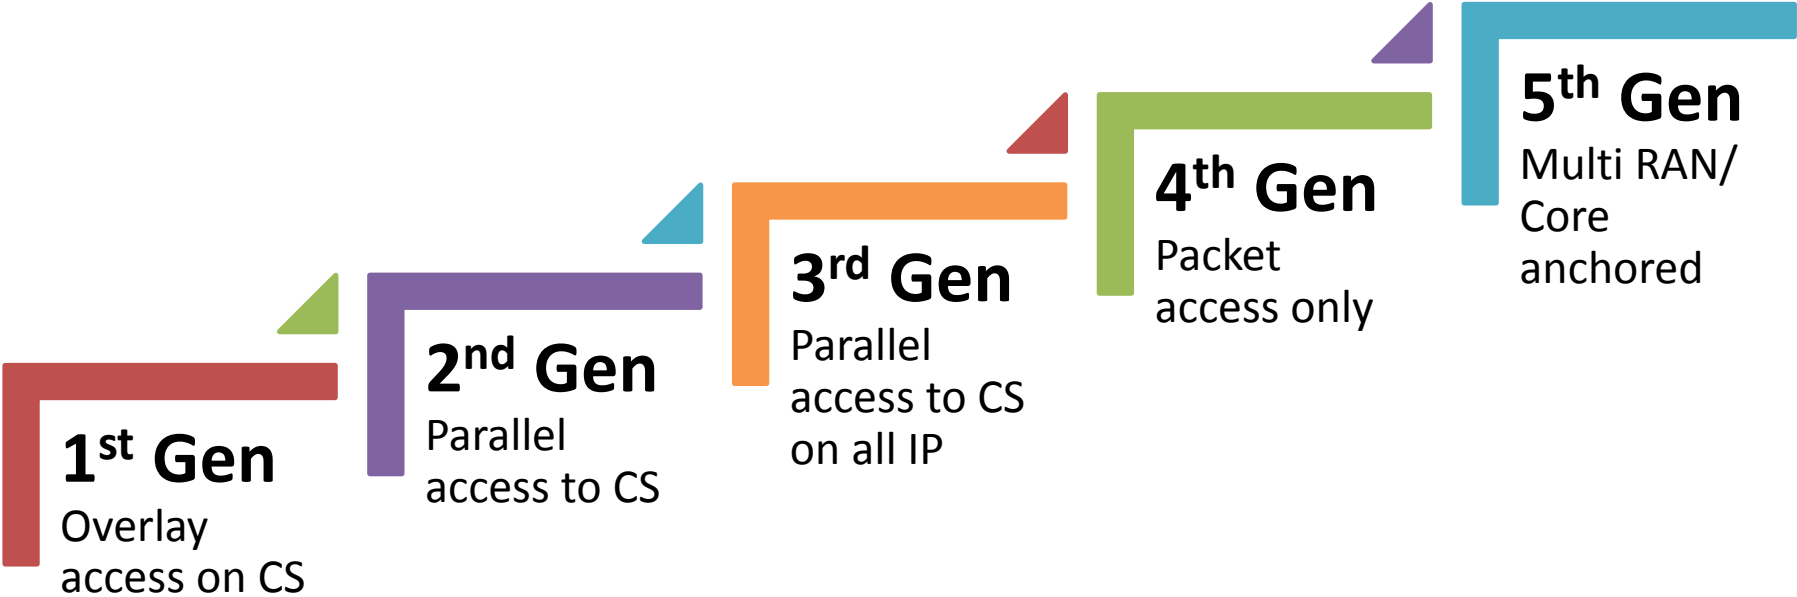 1st Gen
Overlay
access on CS
2nd Gen
Parallel
access to CS
3rd Gen
Parallel
access to CS
on all IP
4th Gen
Packet
access only
5th Gen
Multi RAN/
Core
anchored